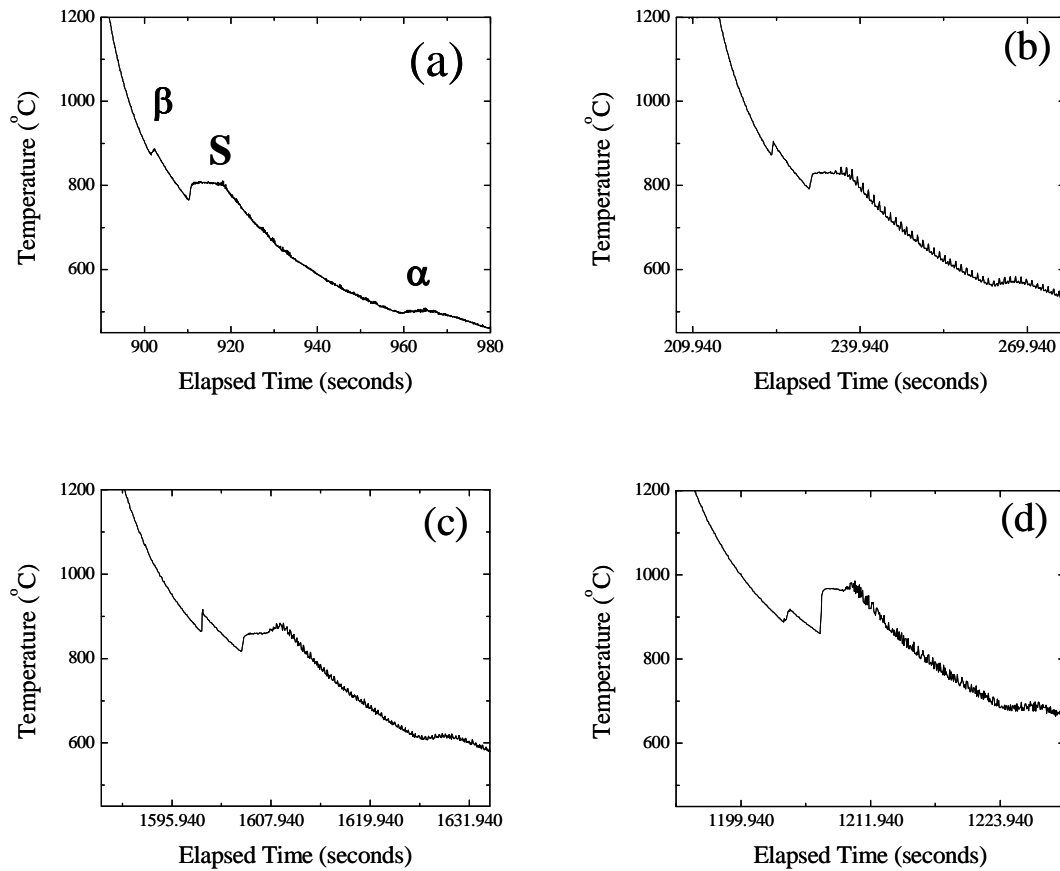 (a)
β
S
α
1200
1000
800
600
Temperature (°C)
900 920 940 960 980
Elapsed Time (seconds)
(b)
1200
1000
800
600
Temperature (°C)
209.940 239.940 269.940
Elapsed Time (seconds)
(c)
1200
1000
800
600
Temperature (°C)
1595.940 1607.940 1619.940 1631.940
Elapsed Time (seconds)
(d)
1200
1000
800
600
Temperature (°C)
1199.940 1211.940 1223.940
Elapsed Time (seconds)